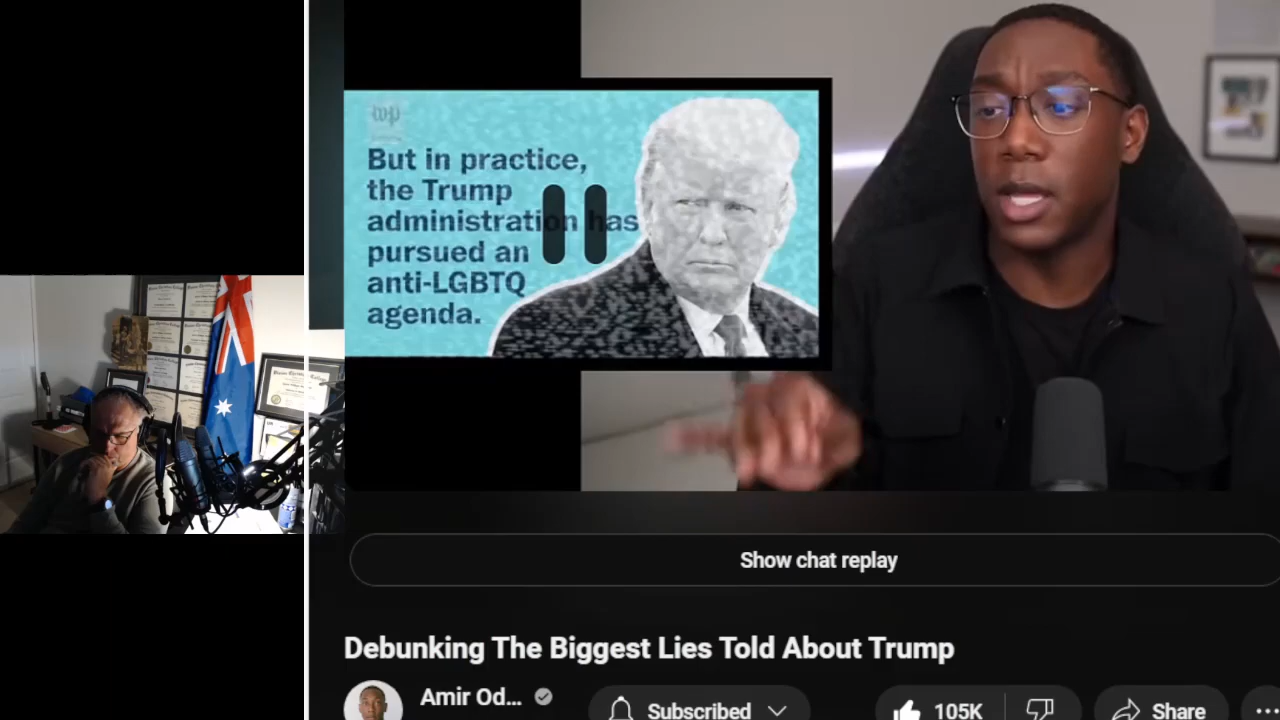 wp
But in practice,
the Trump
administration has
pursued an
anti-LGBTQ
agenda.
Show chat replay
Debunking The Biggest Lies Told About Trump
Amir Od...
Subscribed
105K
Share